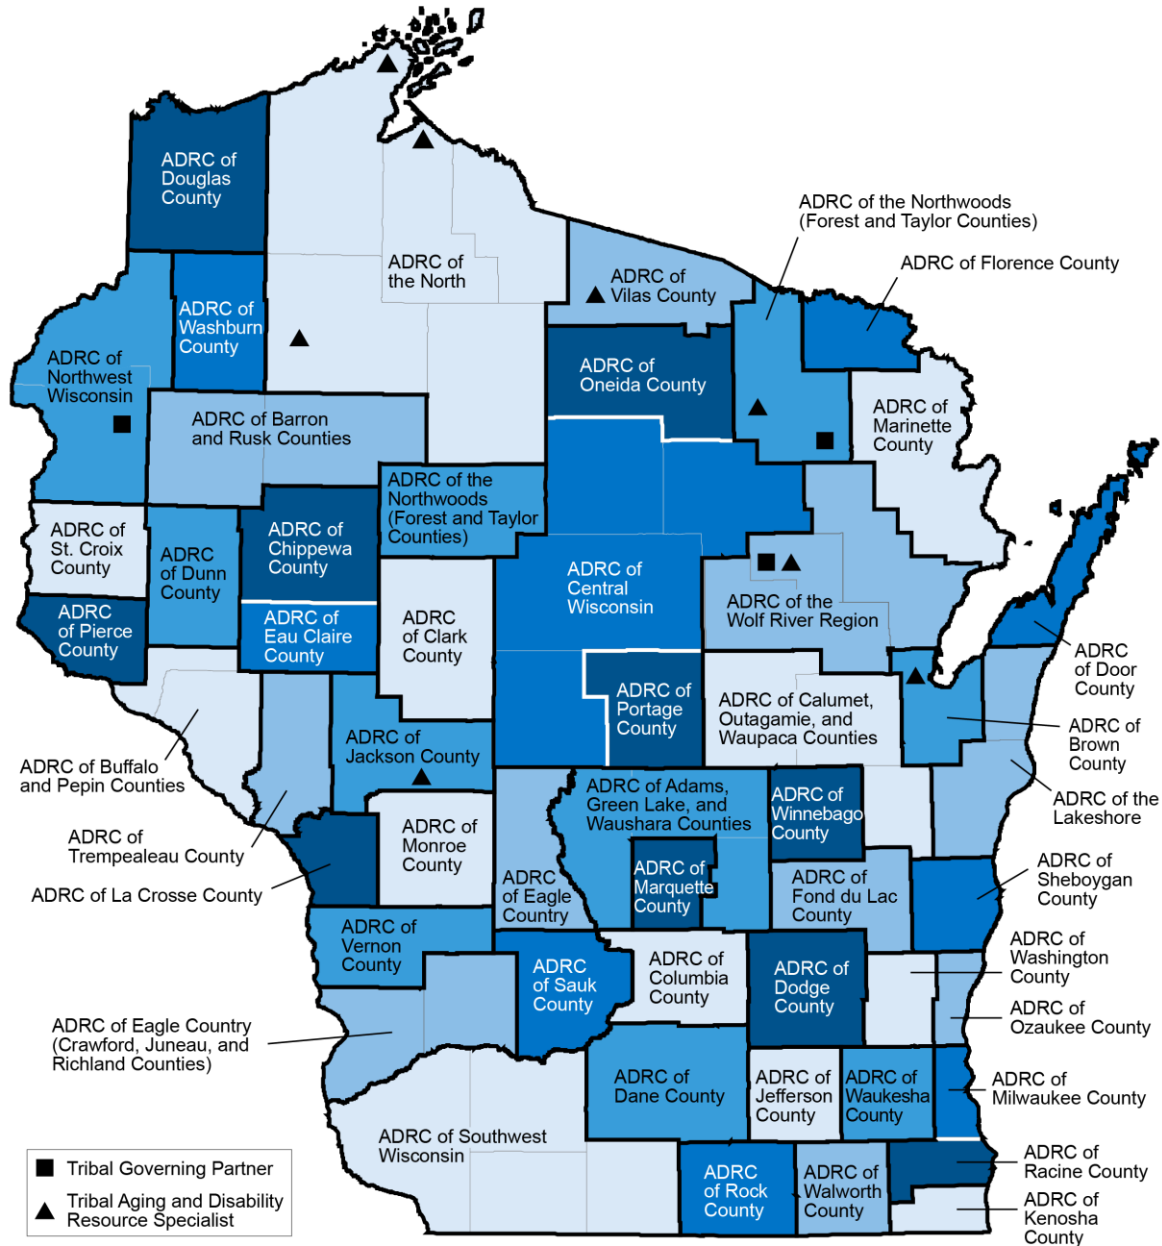 ADRC of
Douglas
County
ADRC of
the North
ADRC of the Northwoods
(Forest and Taylor Counties)
ADRC of Florence County
ADRC of
Vilas County
ADRC of
Washburn
County
ADRC of
Northwest
Wisconsin
ADRC of
Oneida County
ADRC of
Marinette
County
ADRC of Barron
and Rusk Counties
ADRC of the
Northwoods
(Forest and Taylor
Counties)
ADRC of
St. Croix
County
ADRC
of Dunn
County
ADRC of
Chippewa
County
ADRC of
Central
Wisconsin
ADRC of the
Wolf River Region
ADRC
of Pierce
County
ADRC of
Eau Claire
County
ADRC
of Clark
County
ADRC
of Door
County
ADRC of
Portage
County
ADRC of Calumet,
Outagamie, and
Waupaca Counties
ADRC of
Brown
County
ADRC of
Jackson County
ADRC of Buffalo
and Pepin Counties
ADRC of the
Lakeshore
ADRC of Adams,
Green Lake, and
Waushara Counties
ADRC of
Winnebago
County
ADRC of
Trempealeau County
ADRC of
Monroe
County
ADRC of La Crosse County
ADRC
of Eagle
Country
ADRC of
Marquette
County
ADRC of
Fond du Lac
County
ADRC of
Sheboygan
County
ADRC of
Vernon
County
ADRC
of Sauk
County
ADRC of
Columbia
County
ADRC of
Dodge
County
ADRC of
Washington
County
ADRC of
Ozaukee County
ADRC of Eagle Country
(Crawford, Juneau, and
Richland Counties)
ADRC of
Dane County
ADRC of
Jefferson
County
ADRC of
Waukesha
County
ADRC of
Milwaukee County
ADRC of Southwest
Wisconsin
ADRC
of Rock
County
ADRC of
Walworth
County
ADRC of
Racine County
ADRC of
Kenosha
County
Tribal Governing Partner
Tribal Aging and Disability
Resource Specialist